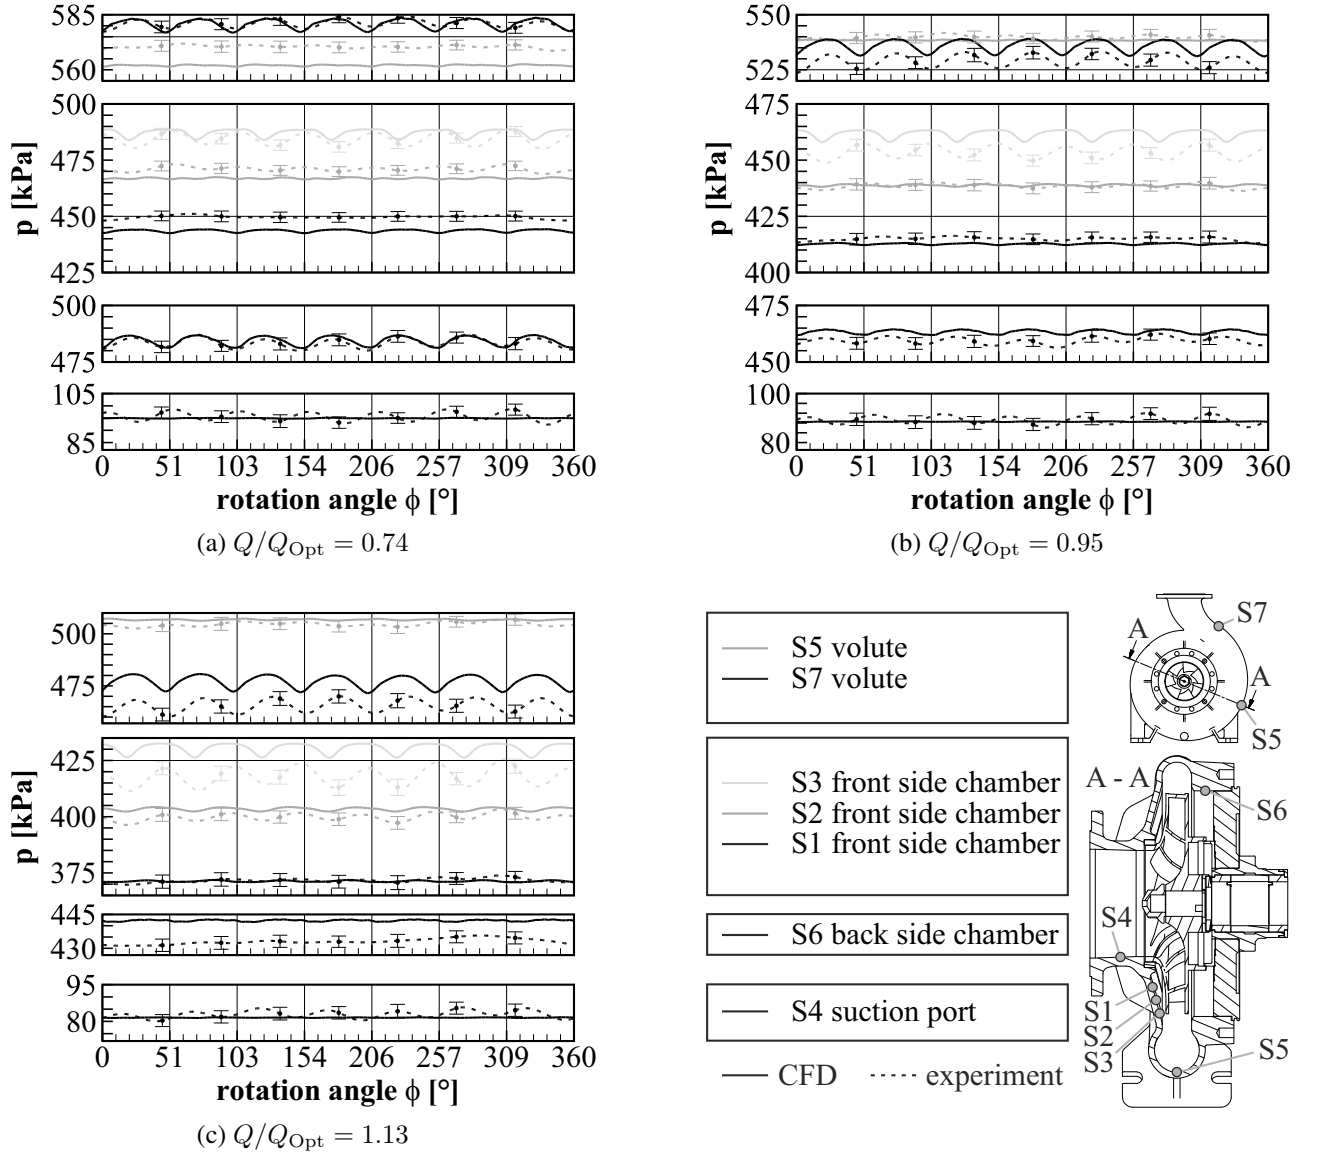 585
560
500
475
450
425
500
475
105
85
p [kPa]
0 51 103 154 206 257 309 360
rotation angle ϕ [°]
(a) Q/Q_Opt = 0.74
550
525
475
450
425
400
475
450
100
80
p [kPa]
0 51 103 154 206 257 309 360
rotation angle ϕ [°]
(b) Q/Q_Opt = 0.95
500
475
425
400
375
445
430
95
80
p [kPa]
0 51 103 154 206 257 309 360
rotation angle ϕ [°]
(c) Q/Q_Opt = 1.13
S5 volute
S7 volute
S3 front side chamber
S2 front side chamber
S1 front side chamber
S6 back side chamber
S4 suction port
CFD experiment
S7
A
A
S5
A - A
S6
S4
S1
S2
S3
S5